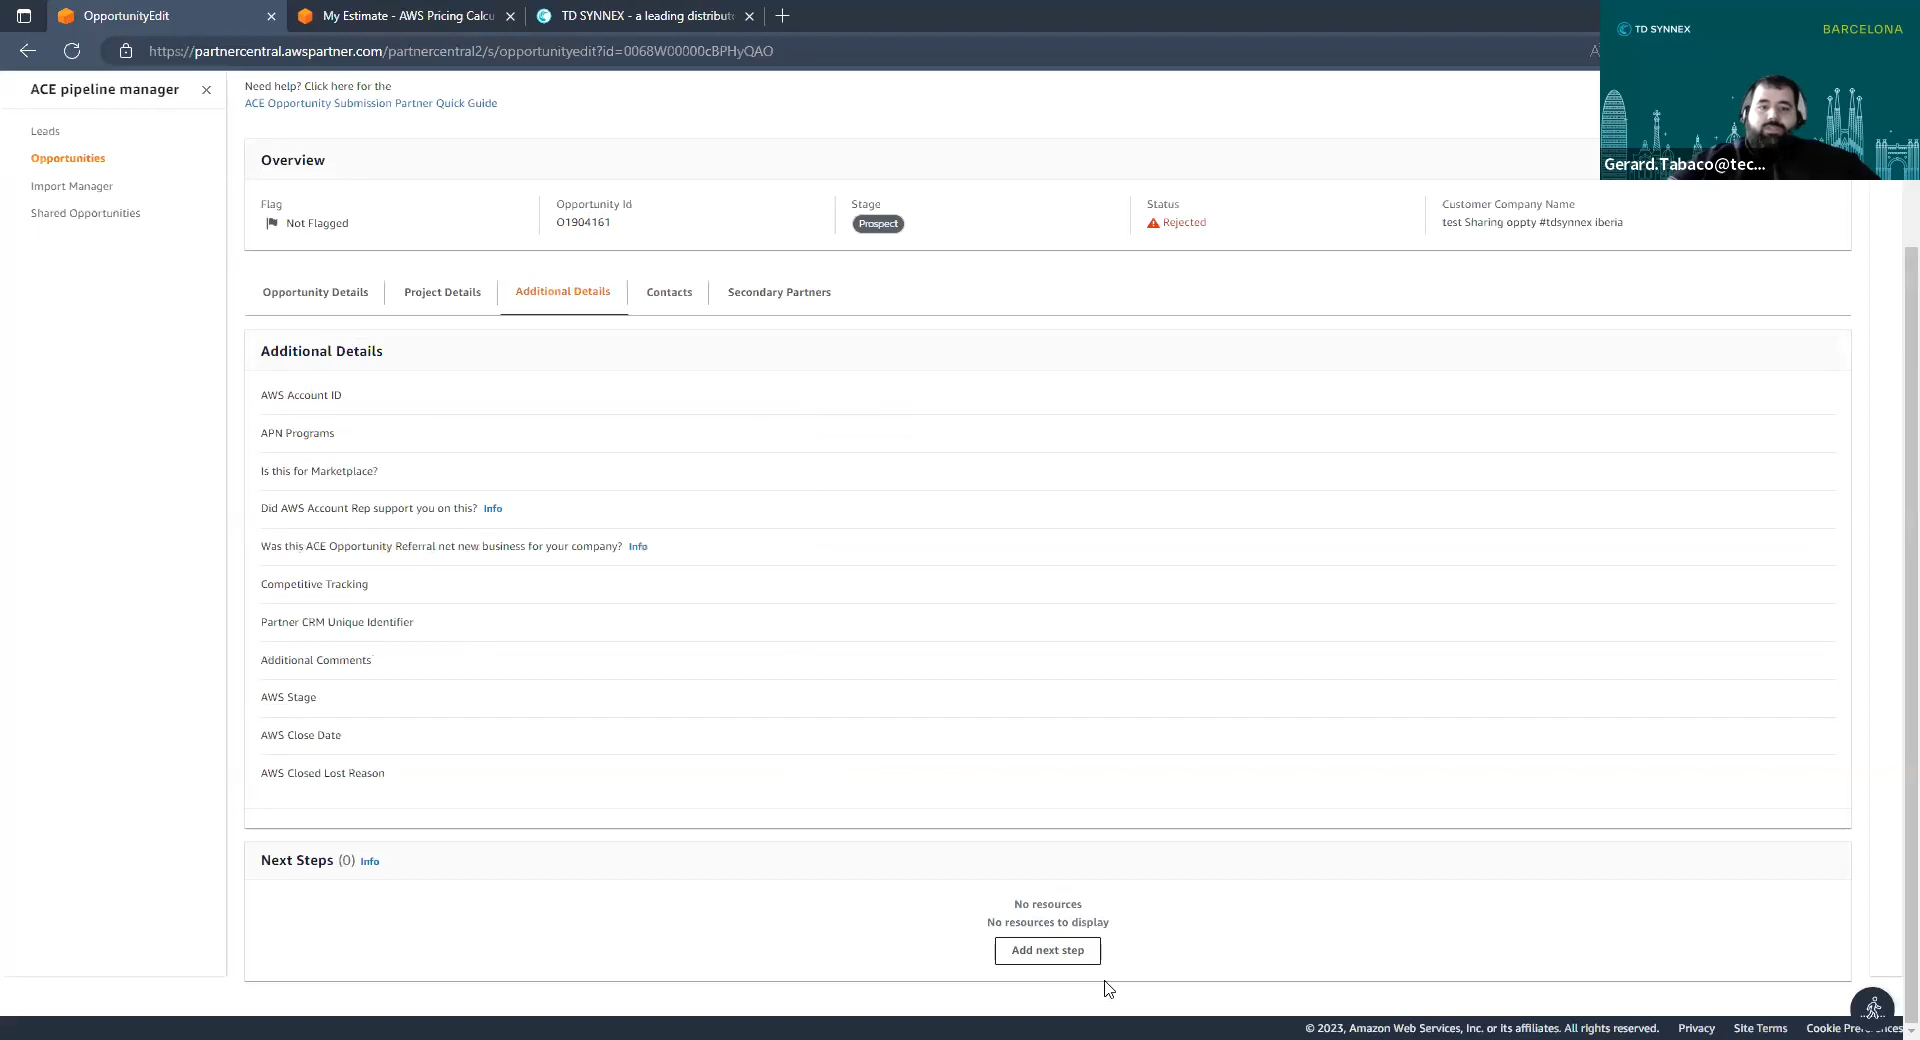 OpportunityEdit
My Estimate - AWS Pricing Calcu
TD SYNNEX - a leading distribut
https://partnercentral.awspartner.com/partnercentral2/s/opportunityedit?id=0068W00000cBPHyQAO
TD SYNNEX
BARCELONA
Gerard.Tabaco@tec...
ACE pipeline manager
Leads
Opportunities
Import Manager
Shared Opportunities
Need help? Click here for the
ACE Opportunity Submission Partner Quick Guide
Overview
Flag
Not Flagged
Opportunity Id
O1904161
Stage
Prospect
Status
Rejected
Customer Company Name
test Sharing oppty #tdsynnex iberia
Opportunity Details
Project Details
Additional Details
Contacts
Secondary Partners
Additional Details
AWS Account ID
APN Programs
Is this for Marketplace?
Did AWS Account Rep support you on this? Info
Was this ACE Opportunity Referral net new business for your company? Info
Competitive Tracking
Partner CRM Unique Identifier
Additional Comments
AWS Stage
AWS Close Date
AWS Closed Lost Reason
Next Steps (0) Info
No resources
No resources to display
Add next step
© 2023, Amazon Web Services, Inc. or its affiliates. All rights reserved. Privacy Site Terms Cookie